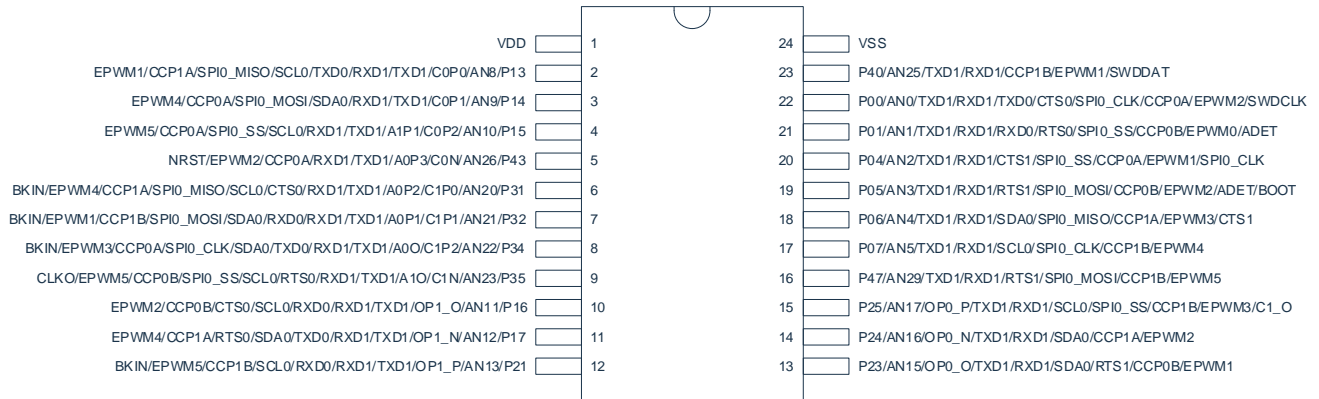 VDD 1 24 VSS
EPWM1/CCP1A/SPI0_MISO/SCL0/TXD0/RXD1/TXD1/C0P0/AN8/P13 2 23 P40/AN25/TXD1/RXD1/CCP1B/EPWM1/SWDDAT
EPWM4/CCP0A/SPI0_MOSI/SDA0/RXD1/TXD1/C0P1/AN9/P14 3 22 P00/AN0/TXD1/RXD1/TXD0/CTS0/SPI0_CLK/CCP0A/EPWM2/SWDCLK
EPWM5/CCP0A/SPI0_SS/SCL0/RXD1/TXD1/A1P1/C0P2/AN10/P15 4 21 P01/AN1/TXD1/RXD1/RXD0/RTS0/SPI0_SS/CCP0B/EPWM0/ADET
NRST/EPWM2/CCP0A/RXD1/TXD1/A0P3/C0N/AN26/P43 5 20 P04/AN2/TXD1/RXD1/CTS1/SPI0_SS/CCP0A/EPWM1/SPI0_CLK
BKIN/EPWM4/CCP1A/SPI0_MISO/SCL0/CTS0/RXD1/TXD1/A0P2/C1P0/AN20/P31 6 19 P05/AN3/TXD1/RXD1/RTS1/SPI0_MOSI/CCP0B/EPWM2/ADET/BOOT
BKIN/EPWM1/CCP1B/SPI0_MOSI/SDA0/RXD0/RXD1/TXD1/A0P1/C1P1/AN21/P32 7 18 P06/AN4/TXD1/RXD1/SDA0/SPI0_MISO/CCP1A/EPWM3/CTS1
BKIN/EPWM3/CCP0A/SPI0_CLK/SDA0/TXD0/RXD1/TXD1/A0O/C1P2/AN22/P34 8 17 P07/AN5/TXD1/RXD1/SCL0/SPI0_CLK/CCP1B/EPWM4
CLKO/EPWM5/CCP0B/SPI0_SS/SCL0/RTS0/RXD1/TXD1/A1O/C1N/AN23/P35 9 16 P47/AN29/TXD1/RXD1/RTS1/SPI0_MOSI/CCP1B/EPWM5
EPWM2/CCP0B/CTS0/SCL0/RXD0/RXD1/TXD1/OP1_O/AN11/P16 10 15 P25/AN17/OP0_P/TXD1/RXD1/SCL0/SPI0_SS/CCP1B/EPWM3/C1_O
EPWM4/CCP1A/RTS0/SDA0/TXD0/RXD1/TXD1/OP1_N/AN12/P17 11 14 P24/AN16/OP0_N/TXD1/RXD1/SDA0/CCP1A/EPWM2
BKIN/EPWM5/CCP1B/SCL0/RXD0/RXD1/TXD1/OP1_P/AN13/P21 12 13 P23/AN15/OP0_O/TXD1/RXD1/SDA0/RTS1/CCP0B/EPWM1